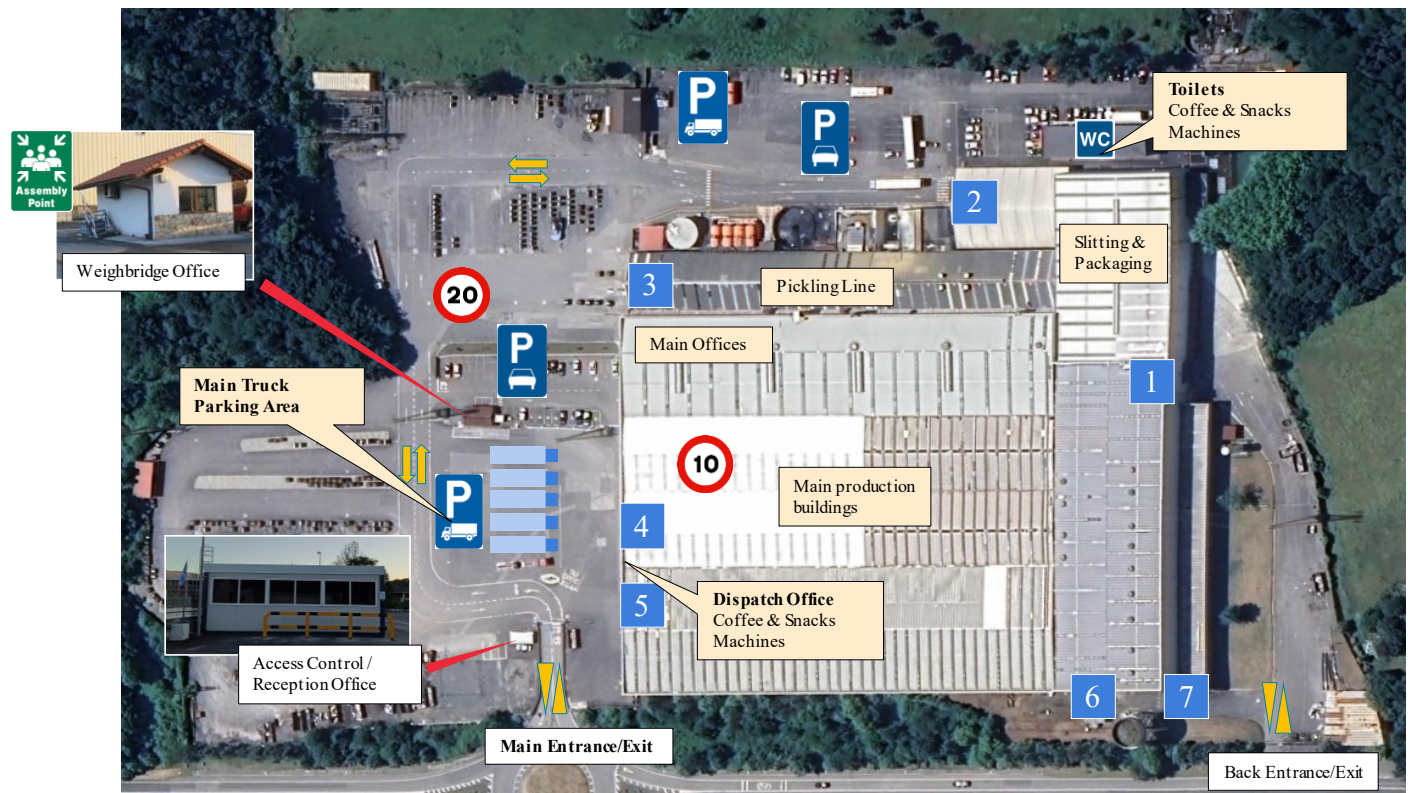 P
P
Toilets
Coffee & Snacks
Machines
WC
Assembly
Point
Weighbridge Office
2
Slitting &
Packaging
3
Pickling Line
20
Main Offices
P
1
Main Truck
Parking Area
10
P
Main production
buildings
4
5
Dispatch Office
Coffee & Snacks
Machines
Access Control /
Reception Office
6
7
Main Entrance/Exit
Back Entrance/Exit